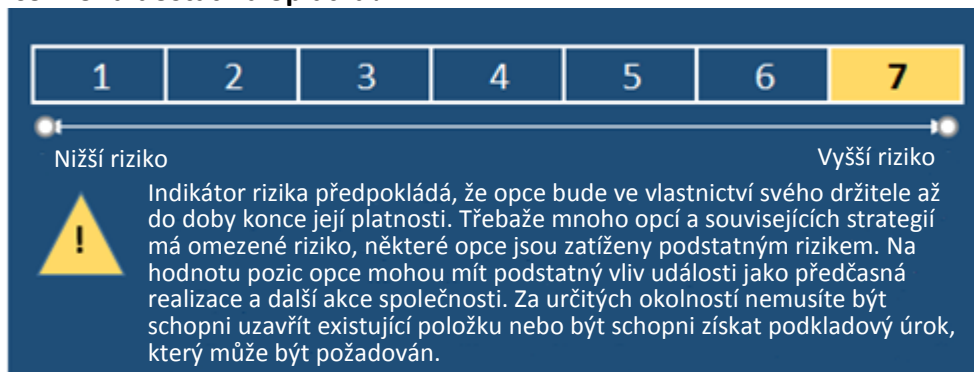 1 2 3 4 5 6 7
Nižší riziko Vyšší riziko
Indikátor rizika předpokládá, že opce bude ve vlastnictví svého držitele až
do doby konce její platnosti. Třebaže mnoho opcí a souvisejících strategií
má omezené riziko, některé opce jsou zatíženy podstatným rizikem. Na
!
hodnotu pozic opce mohou mít podstatný vliv události jako předčasná
realizace a další akce společnosti. Za určitých okolností nemusíte být
schopni uzavřít existující položku nebo být schopni získat podkladový úrok,
který může být požadován.